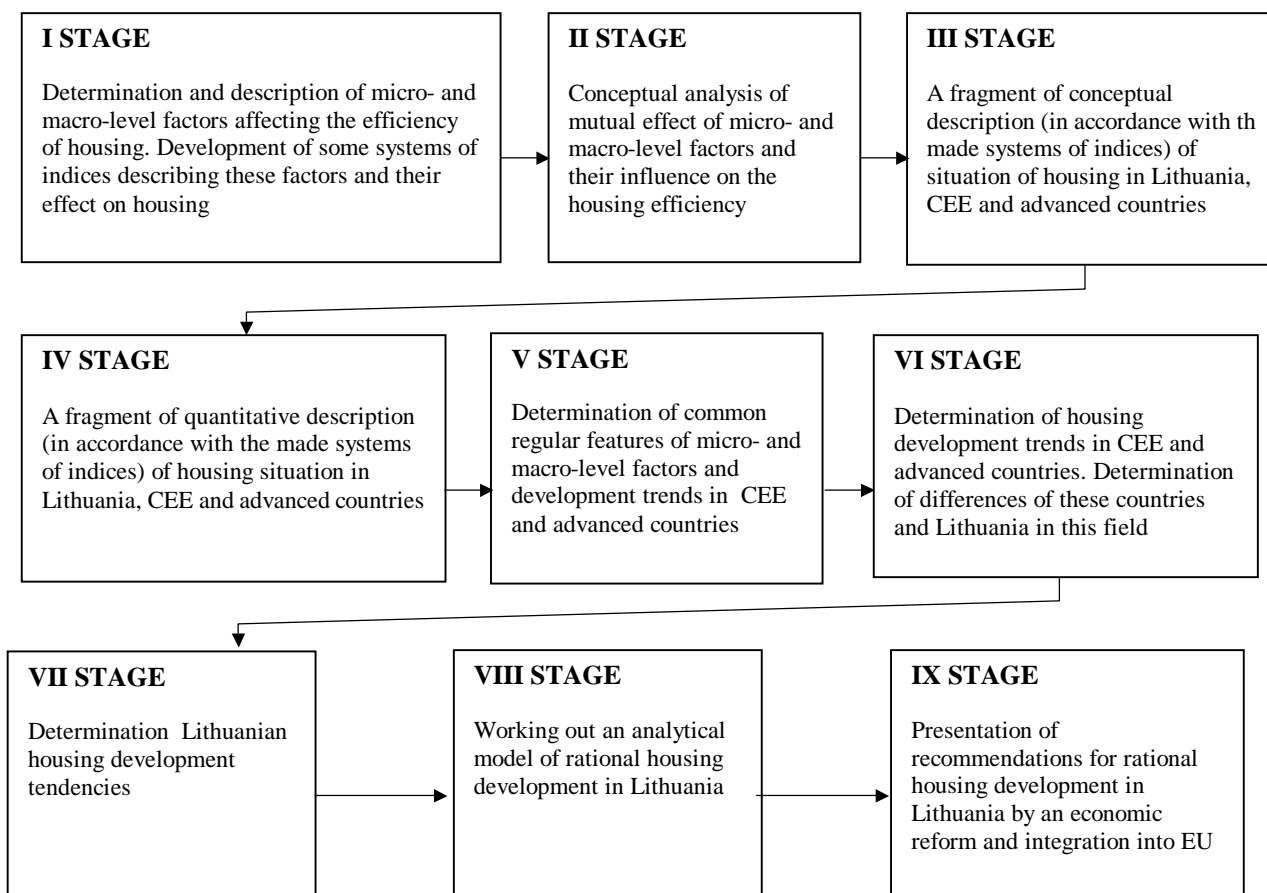 I STAGE
Determination and description of micro- and
macro-level factors affecting the efficiency
of housing. Development of some systems of
indices describing these factors and their
effect on housing
II STAGE
Conceptual analysis of
mutual effect of micro- and
macro-level factors and
their influence on the
housing efficiency
III STAGE
A fragment of conceptual
description (in accordance with th
made systems of indices) of
situation of housing in Lithuania,
CEE and advanced countries
IV STAGE
A fragment of quantitative description
(in accordance with the made systems
of indices) of housing situation in
Lithuania, CEE and advanced countries
V STAGE
Determination of common
regular features of micro- and
macro-level factors and
development trends in CEE
and advanced countries
VI STAGE
Determination of housing
development trends in CEE and
advanced countries. Determination
of differences of these countries
and Lithuania in this field
VII STAGE
Determination Lithuanian
housing development
tendencies
VIII STAGE
Working out an analytical
model of rational housing
development in Lithuania
IX STAGE
Presentation of
recommendations for rational
housing development in
Lithuania by an economic
reform and integration into EU